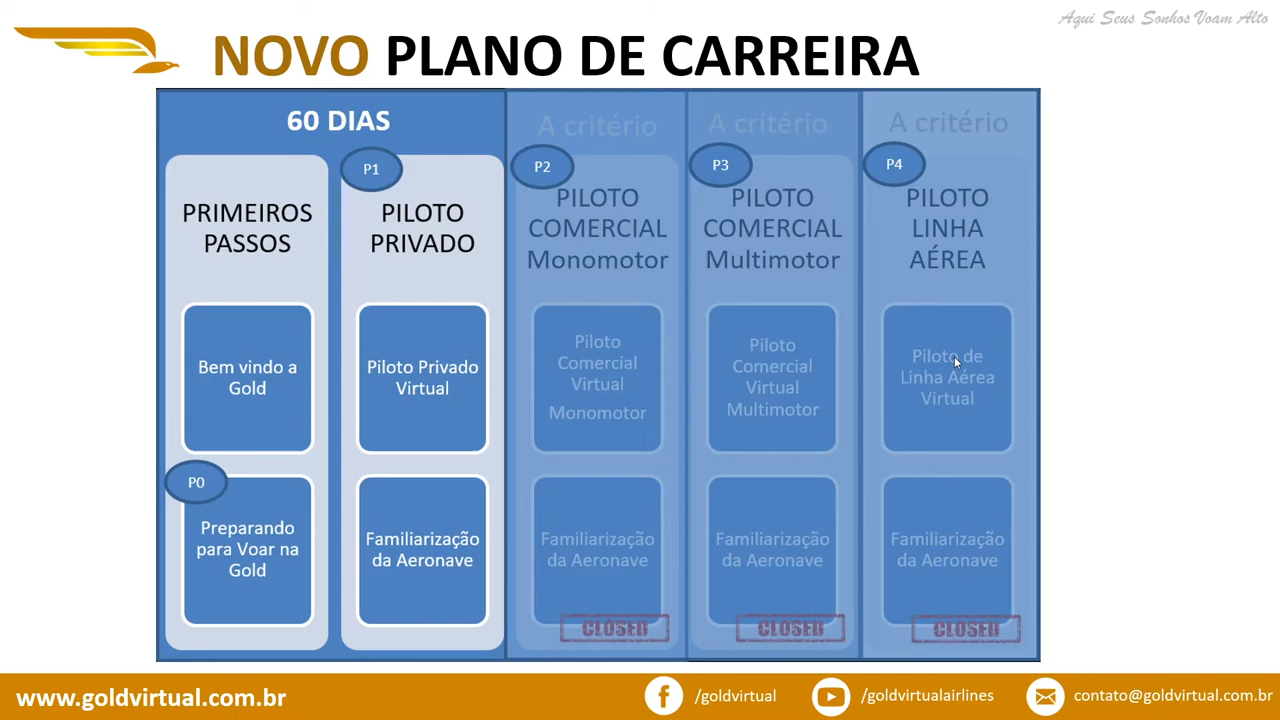 Aqui Seus Sonhos Voam Alto
NOVO PLANO DE CARREIRA
60 DIAS
PRIMEIROS
PASSOS
Bem vindo a
Gold
P0
Preparando
para Voar na
Gold
P1
PILOTO
PRIVADO
Piloto Privado
Virtual
Familiarização
da Aeronave
A critério
P2
PILOTO
COMERCIAL
Monomotor
Piloto
Comercial
Virtual
Monomotor
Familiarização
da Aeronave
CLOSED
A critério
P3
PILOTO
COMERCIAL
Multimotor
Piloto
Comercial
Virtual
Multimotor
Familiarização
da Aeronave
CLOSED
A critério
P4
PILOTO
LINHA
AÉREA
Piloto de
Linha Aérea
Virtual
Familiarização
da Aeronave
CLOSED
www.goldvirtual.com.br
/goldvirtual
/goldvirtualairlines
contato@goldvirtual.com.br